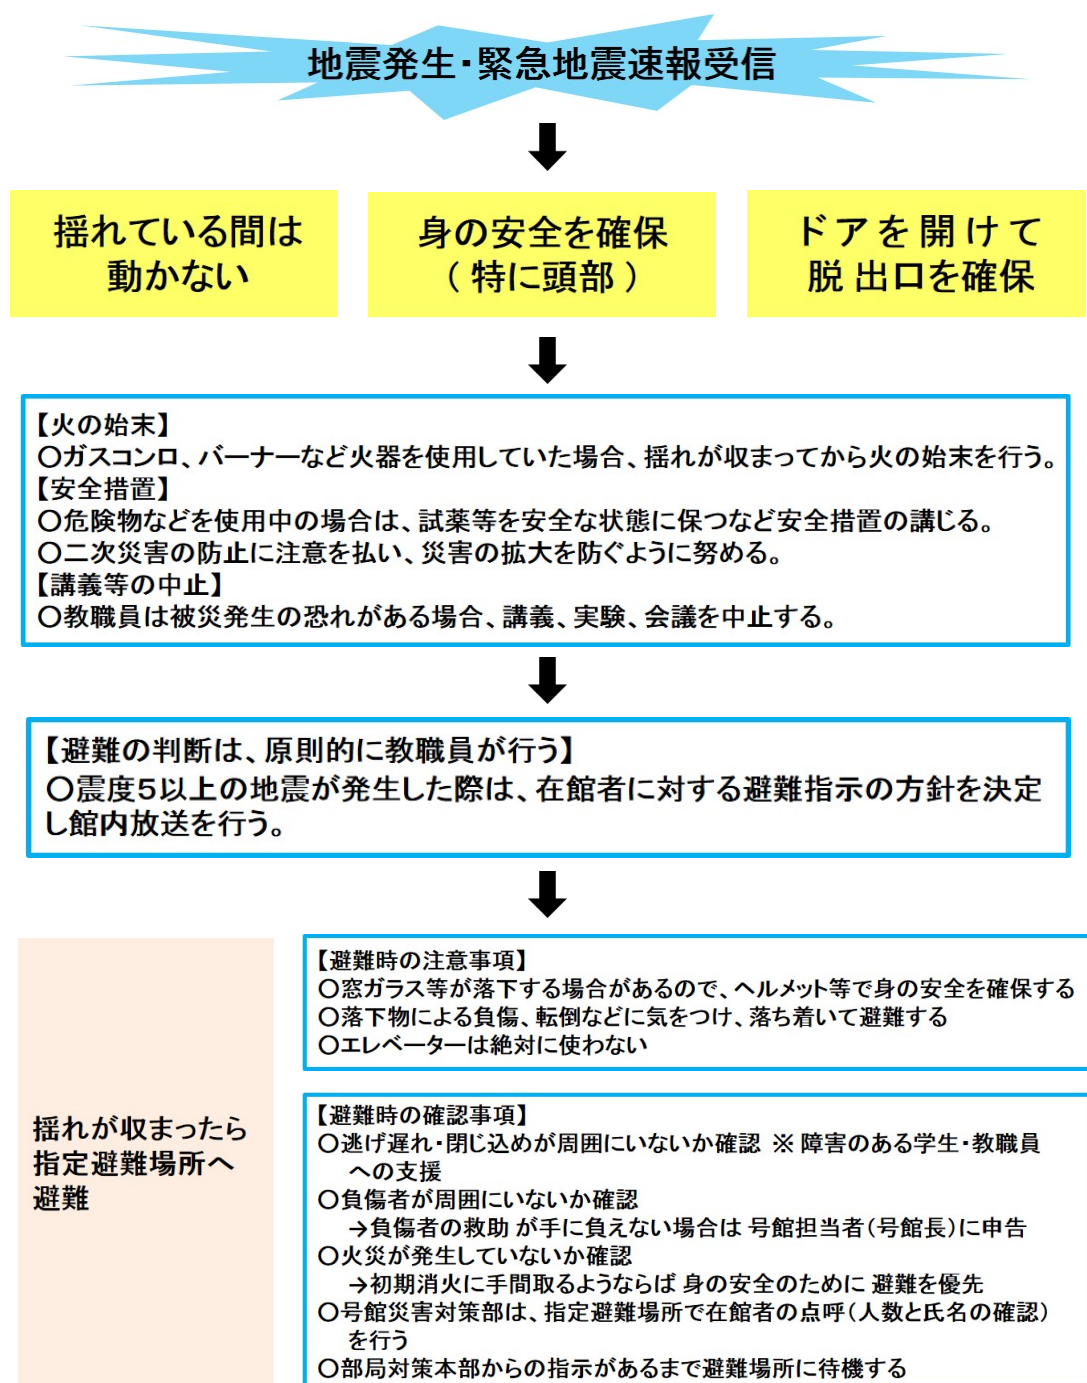 地震発生・緊急地震速報受信
揺れている間は
動かない
身の安全を確保
（特に頭部）
ドアを開けて
脱出口を確保
【火の始末】
○ガスコンロ、バーナーなど火器を使用していた場合、揺れが収まってから火の始末を行う。
【安全措置】
○危険物などを使用中の場合は、試薬等を安全な状態に保つなど安全措置の講じる。
○二次災害の防止に注意を払い、災害の拡大を防ぐように努める。
【講義等の中止】
○教職員は被災発生の恐れがある場合、講義、実験、会議を中止する。
【避難の判断は、原則的に教職員が行う】
○震度5以上の地震が発生した際は、在館者に対する避難指示の方針を決定
し館内放送を行う。
揺れが収まったら
指定避難場所へ
避難
【避難時の注意事項】
○窓ガラス等が落下する場合があるので、ヘルメット等で身の安全を確保する
○落下物による負傷、転倒などに気をつけ、落ち着いて避難する
○エレベーターは絶対に使わない
【避難時の確認事項】
○逃げ遅れ・閉じ込めが周囲にいないか確認 ※ 障害のある学生・教職員
への支援
○負傷者が周囲にいないか確認
→負傷者の救助 が手に負えない場合は 号館担当者（号館長）に申告
○火災が発生していないか確認
→初期消火に手間取るようならば 身の安全のために 避難を優先
○号館災害対策部は、指定避難場所で在館者の点呼（人数と氏名の確認）
を行う
○部局対策本部からの指示があるまで避難場所に待機する